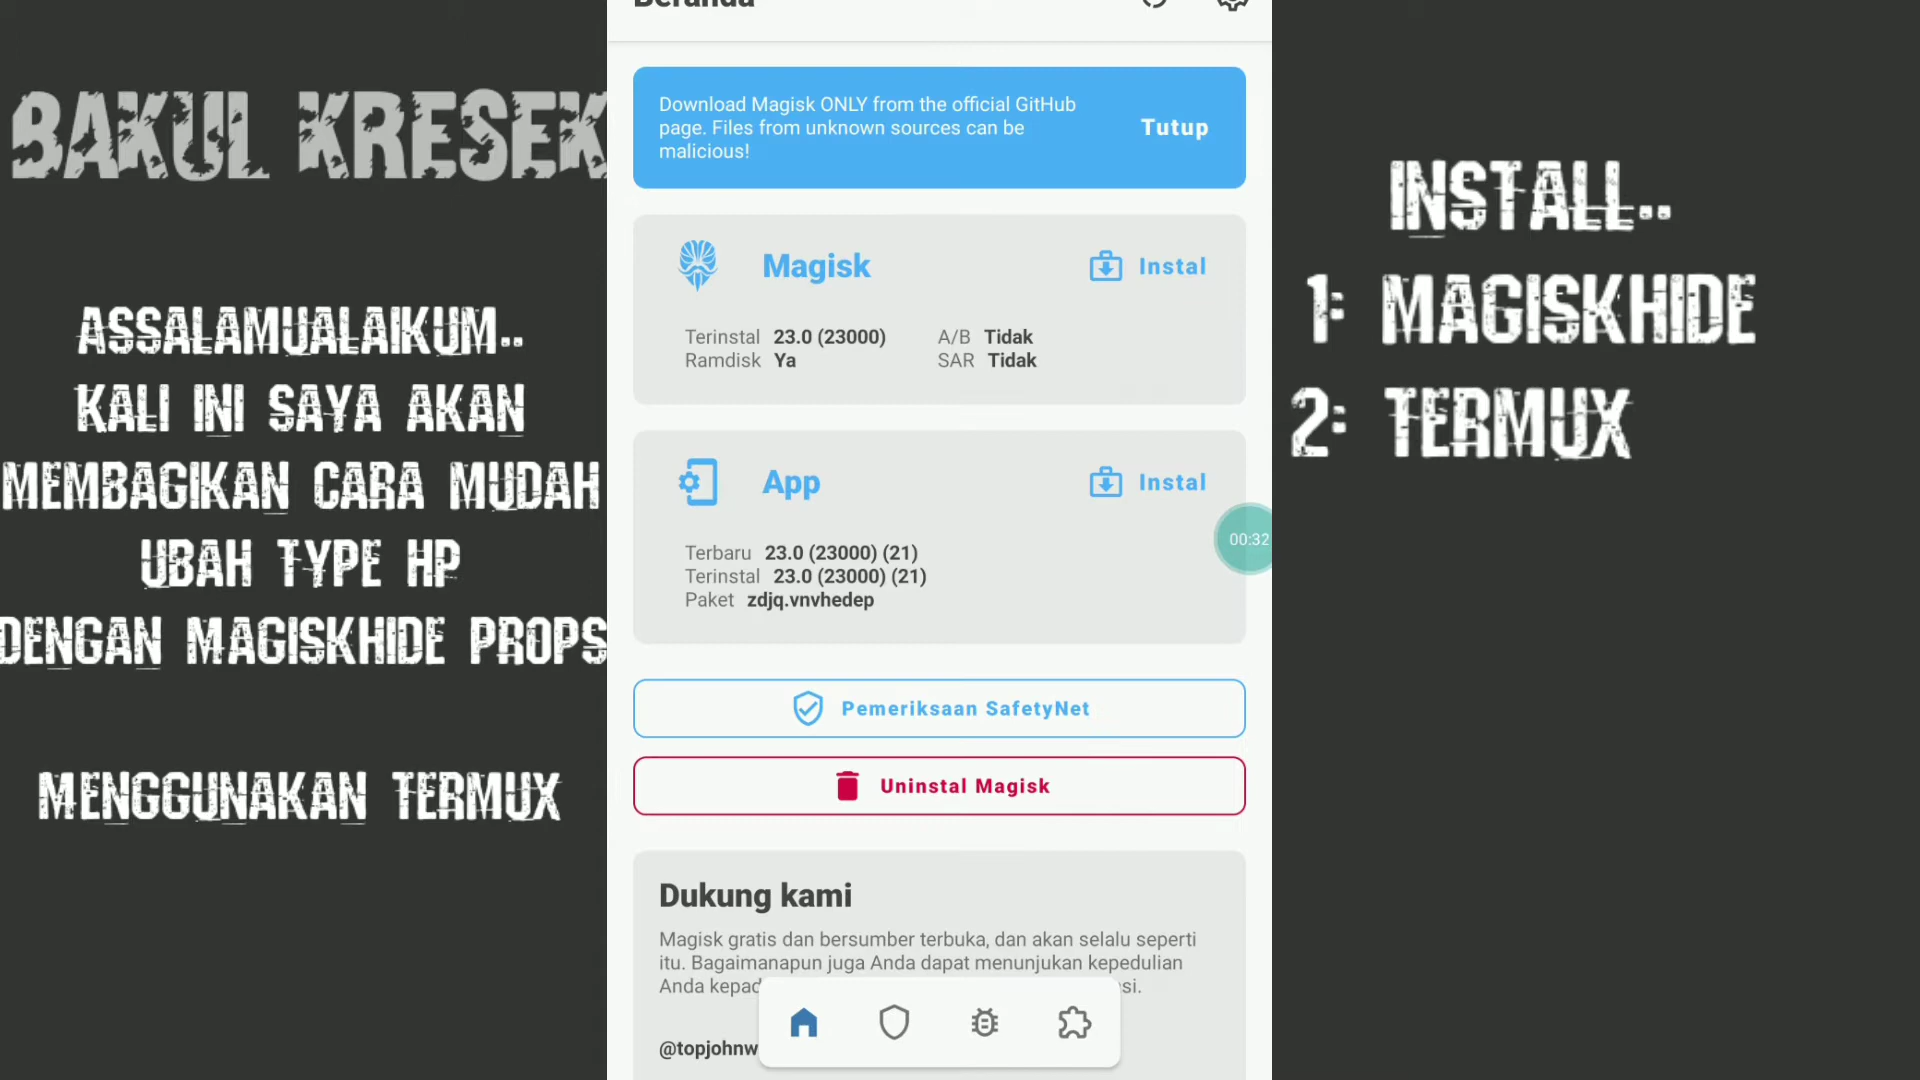 BAKUL KRESEK
ASSALAMUALAIKUM..
KALI INI SAYA AKAN
MEMBAGIKAN CARA MUDAH
UBAH TYPE HP
DENGAN MAGISKHIDE PROPS
MENGGUNAKAN TERMUX
Beranda
Download Magisk ONLY from the official GitHub
page. Files from unknown sources can be
malicious!
Tutup
Magisk
Instal
Terinstal 23.0 (23000)
A/B Tidak
Ramdisk Ya
SAR Tidak
App
Instal
Terbaru 23.0 (23000) (21)
Terinstal 23.0 (23000) (21)
Paket zdjq.vnvhedep
00:32
Pemeriksaan SafetyNet
Uninstal Magisk
Dukung kami
Magisk gratis dan bersumber terbuka, dan akan selalu seperti
itu. Bagaimanapun juga Anda dapat menunjukan kepedulian
Anda
@topjohnw
INSTALL..
1: MAGISKHIDE
2: TERMUX